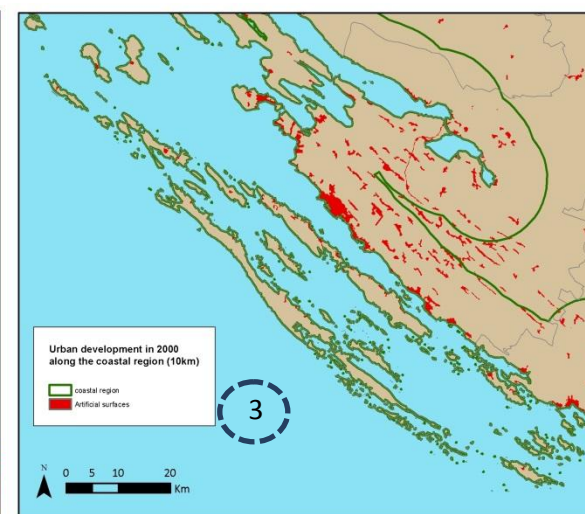 Urban development in 2000
along the coastal region (10km)
coastal region
Artificial surfaces
3
N
0 5 10 20
Km